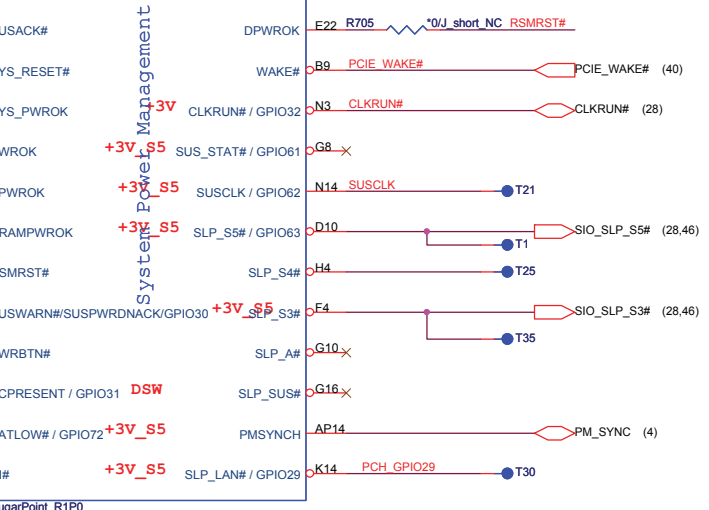 USACK# DPWROK E22 R705 *0/J_short_NC RSMRST#
YS_RESET# WAKE# B9 PCIE_WAKE# PCIE_WAKE# (40)
YS_PWROK +3V CLKRUN# / GPIO32 N3 CLKRUN# CLKRUN# (28)
WROK +3V_S5 SUS_STAT# / GPIO61 G8
PWROK +3V_S5 SUSCLK / GPIO62 N14 SUSCLK T21
RAMPWROK +3V_S5 SLP_S5# / GPIO63 D10 SIO_SLP_S5# (28,46)
T1
System Power Management
SMRST# SLP_S4# H4 T25
USWARN#/SUSPWRDNACK/GPIO30 +3V_S5 SLP_S3# F4 SIO_SLP_S3# (28,46)
T35
WRBTN# SLP_A# G10
CPRESENT / GPIO31 DSW SLP_SUS# G16
ATLOW# / GPIO72 +3V_S5 PMSYNCH AP14 PM_SYNC (4)
I# +3V_S5 SLP_LAN# / GPIO29 K14 PCH_GPIO29 T30
ugarPoint_R1P0